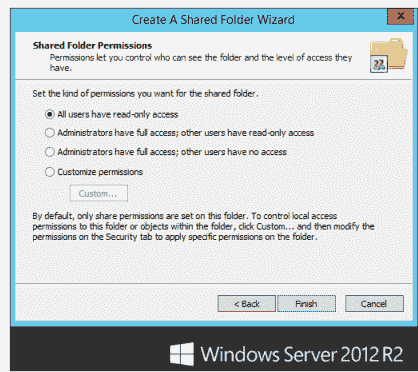 Create A Shared Folder Wizard
x
Shared Folder Permissions
Permissions let you control who can see the folder and the level of access they
have.
Set the kind of permissions you want for the shared folder.
All users have read-only access
Administrators have full access; other users have read-only access
Administrators have full access; other users have no access
Customize permissions
Custom...
By default, only share permissions are set on this folder. To control local access
permissions to this folder or objects within the folder, click Custom... and then modify the
permissions on the Security tab to apply specific permissions on the folder.
< Back Finish Cancel
Windows Server 2012 R2